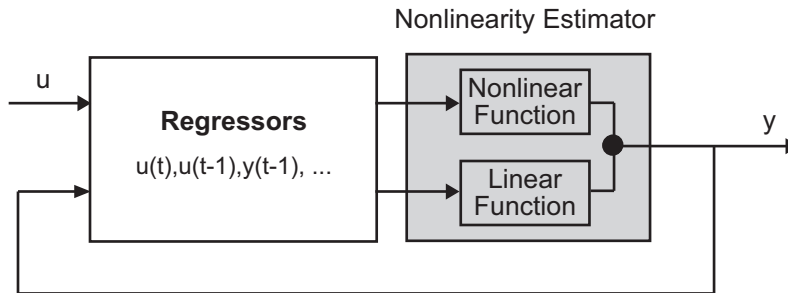 Nonlinearity Estimator
u
Regressors
u(t),u(t-1),y(t-1), ...
Nonlinear
Function
Linear
Function
y